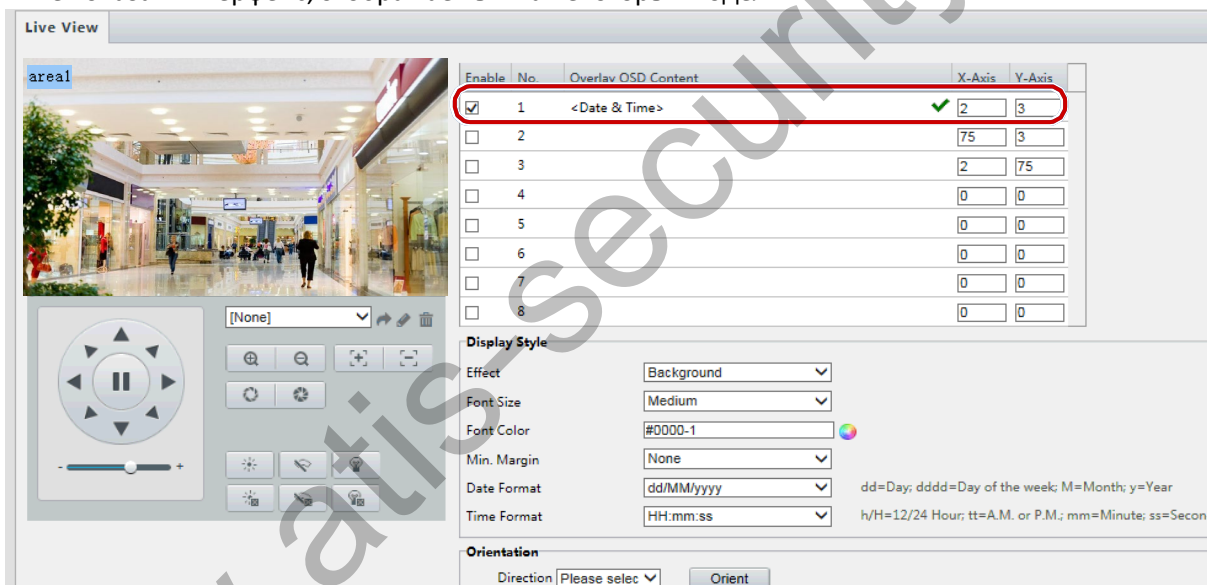 Live View
area1
Enable No. Overlay OSD Content X-Axis Y-Axis
1 <Date & Time> 2 3
2 75 3
3 2 75
4 0 0
5 0 0
6 0 0
7 0 0
8 0 0
[None]
- +
Display Style
Effect Background
Font Size Medium
Font Color #0000-1
Min. Margin None
Date Format dd/MM/yyyy dd=Day; dddd=Day of the week; M=Month; y=Year
Time Format HH:mm:ss h/H=12/24 Hour; tt=A.M. or P.M.; mm=Minute; ss=Secon
Orientation
Direction Please selec Orient
atis-security